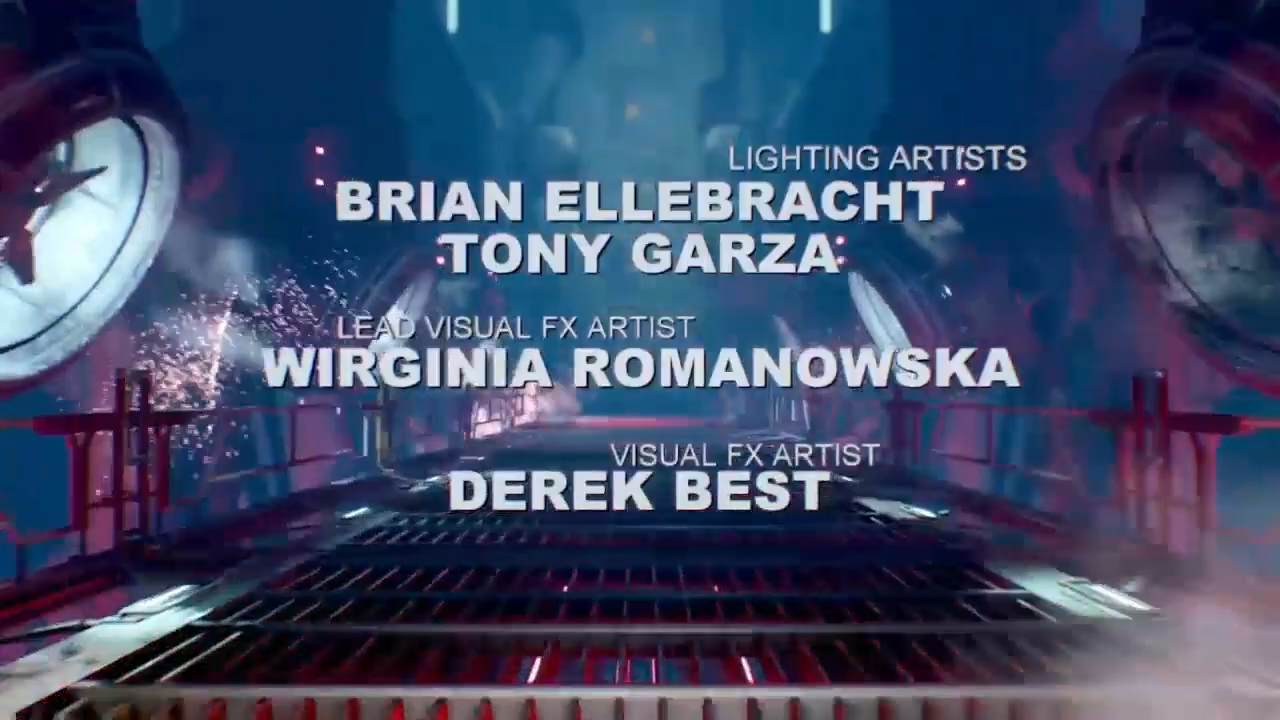 LIGHTING ARTISTS
BRIAN ELLEBRACHT
TONY GARZA
LEAD VISUAL FX ARTIST
WIRGINIA ROMANOWSKA
VISUAL FX ARTIST
DEREK BEST